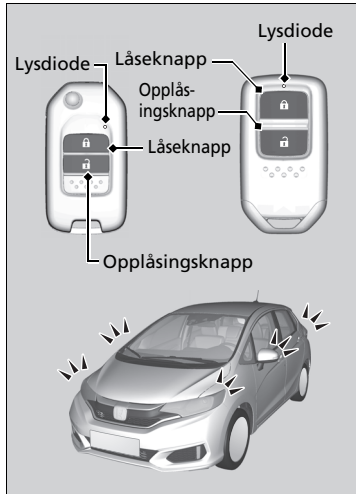 Lysdiode
Lysdiode
Låseknapp
Opplås-
ingsknapp
Låseknapp
Opplåsingsknapp